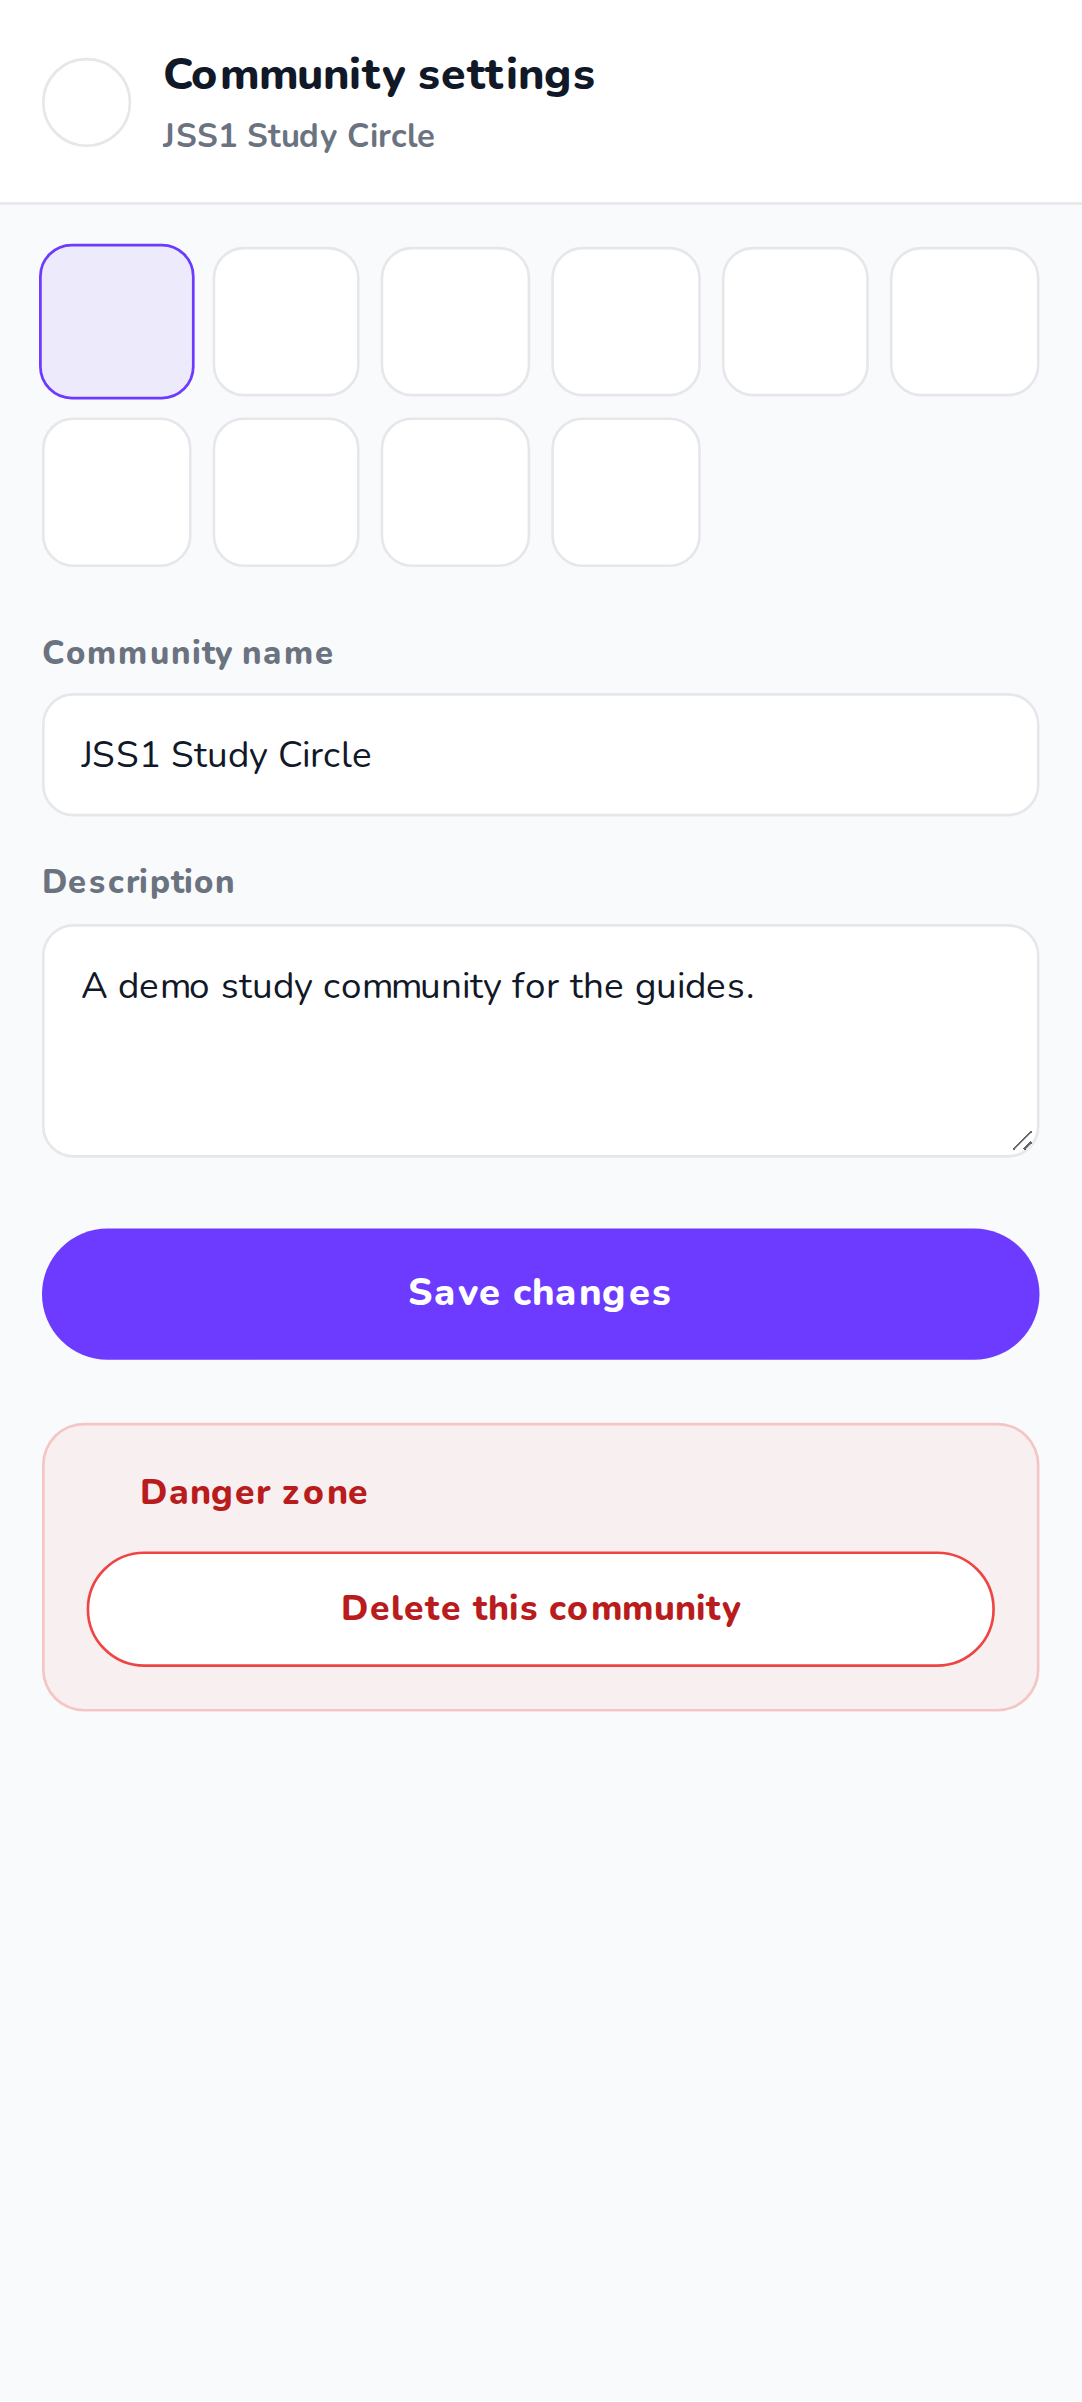 Community settings
JSS1 Study Circle
Community name
JSS1 Study Circle
Description
A demo study community for the guides.
Save changes
Danger zone
Delete this community